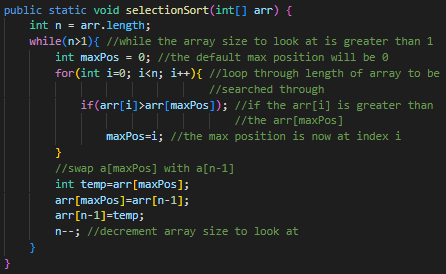 public static void selectionSort(int[] arr) {
    int n = arr.length;
    while(n>1){ //while the array size to look at is greater than 1
        int maxPos = 0; //the default max position will be 0
        for(int i=0; i<n; i++){ //loop through length of array to be
                                //searched through
            if(arr[i]>arr[maxPos]); //if the arr[i] is greater than
                                    //the arr[maxPos]
                maxPos=i; //the max position is now at index i
        }
        //swap a[maxPos] with a[n-1]
        int temp=arr[maxPos];
        arr[maxPos]=arr[n-1];
        arr[n-1]=temp;
        n--; //decrement array size to look at
    }
}